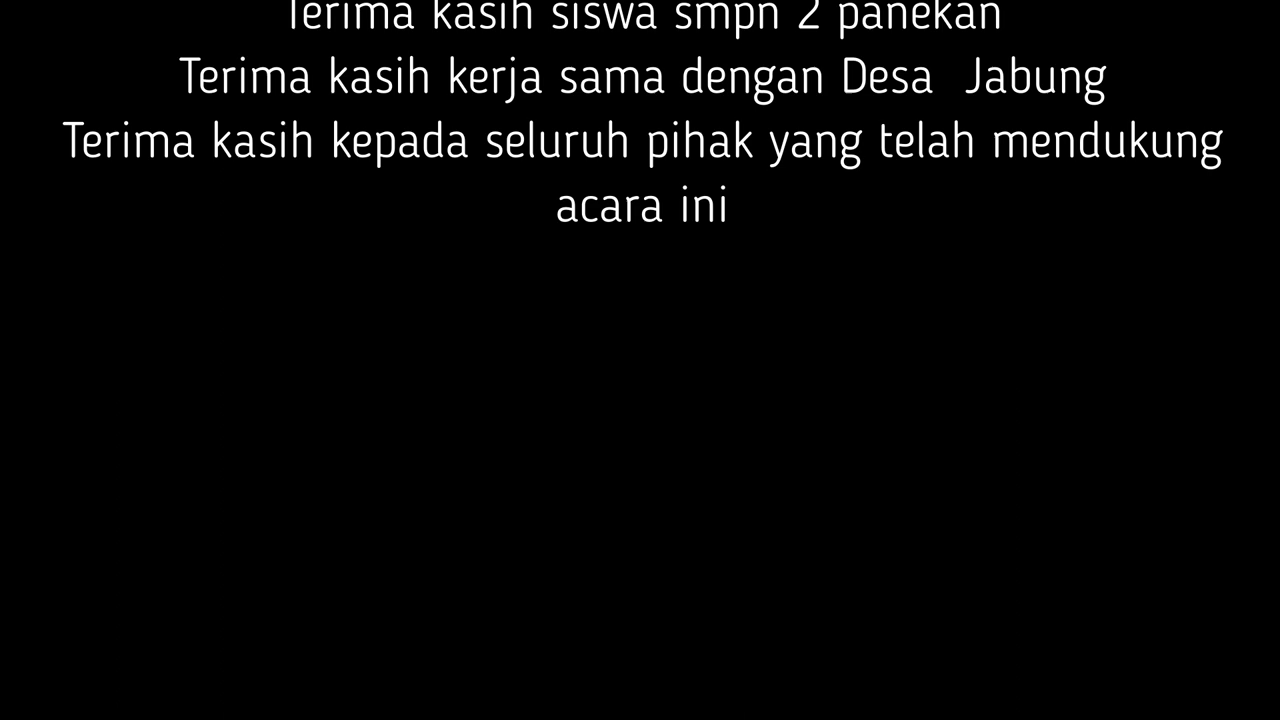 Terima kasih siswa smpn 2 panekan
Terima kasih kerja sama dengan Desa  Jabung
Terima kasih kepada seluruh pihak yang telah mendukung
acara ini